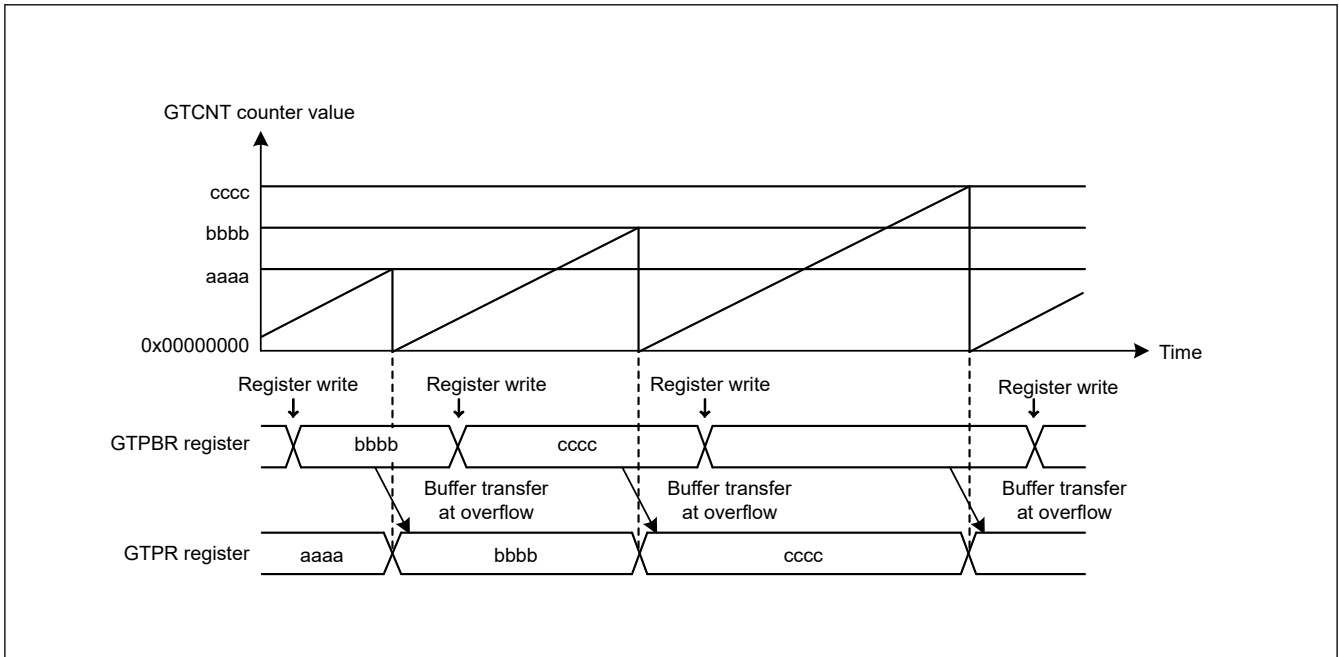 GTCNT counter value
cccc
bbbb
aaaa
0x00000000
Time
Register write Register write Register write Register write
GTPBR register bbbb cccc
Buffer transfer Buffer transfer Buffer transfer
at overflow at overflow at overflow
GTPR register aaaa bbbb cccc